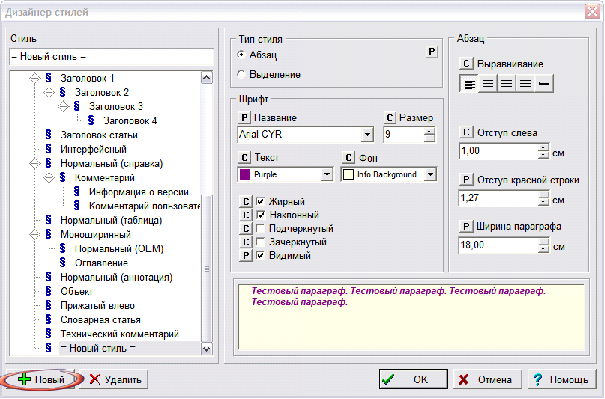 Дизайнер стилей
Стиль
= Новый стиль =
Заголовок 1
Заголовок 2
Заголовок 3
Заголовок 4
Заголовок статьи
Интерфейсный
Нормальный (справка)
Комментарий
Информация о версии
Комментарий пользовате
Нормальный (таблица)
Моноширинный
Нормальный (OEM)
Оглавление
Нормальный (аннотация)
Объект
Прижатый влево
Словарная статья
Технический комментарий
= Новый стиль =
Тип стиля
Абзац P
Выделение
Шрифт
P Название C Размер
Arial CYR 9
C Текст C Фон
Purple Info Background
C Жирный
C Наклонный
C Подчеркнутый
C Зачеркнутый
P Видимый
Абзац
C Выравнивание
C Отступ слева
1,00 см
P Отступ красной строки
1,27 см
P Ширина параграфа
18,00 см
Тестовый параграф. Тестовый параграф. Тестовый параграф.
Тестовый параграф.
Новый Удалить OK Отмена ? Помощь